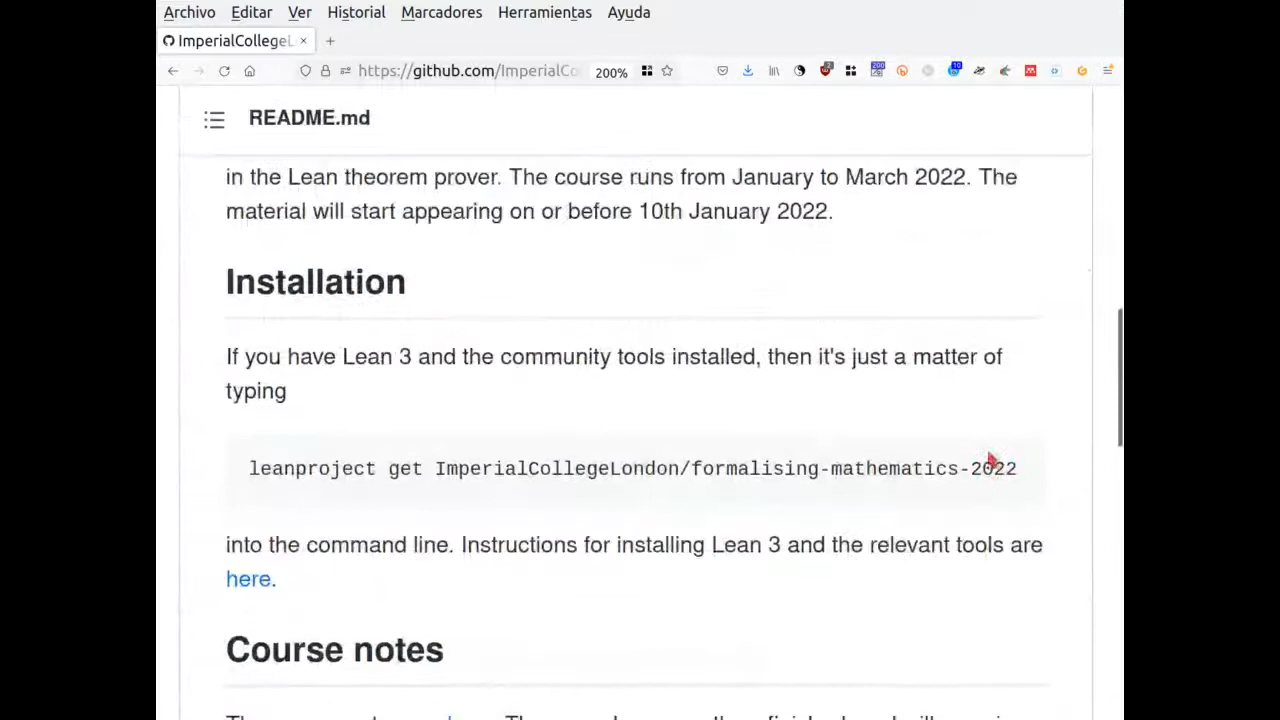 Archivo Editar Ver Historial Marcadores Herramientas Ayuda
ImperialCollegeL
https://github.com/ImperialCo 200%
README.md
in the Lean theorem prover. The course runs from January to March 2022. The
material will start appearing on or before 10th January 2022.
Installation
If you have Lean 3 and the community tools installed, then it's just a matter of
typing
leanproject get ImperialCollegeLondon/formalising-mathematics-2022
into the command line. Instructions for installing Lean 3 and the relevant tools are
here.
Course notes